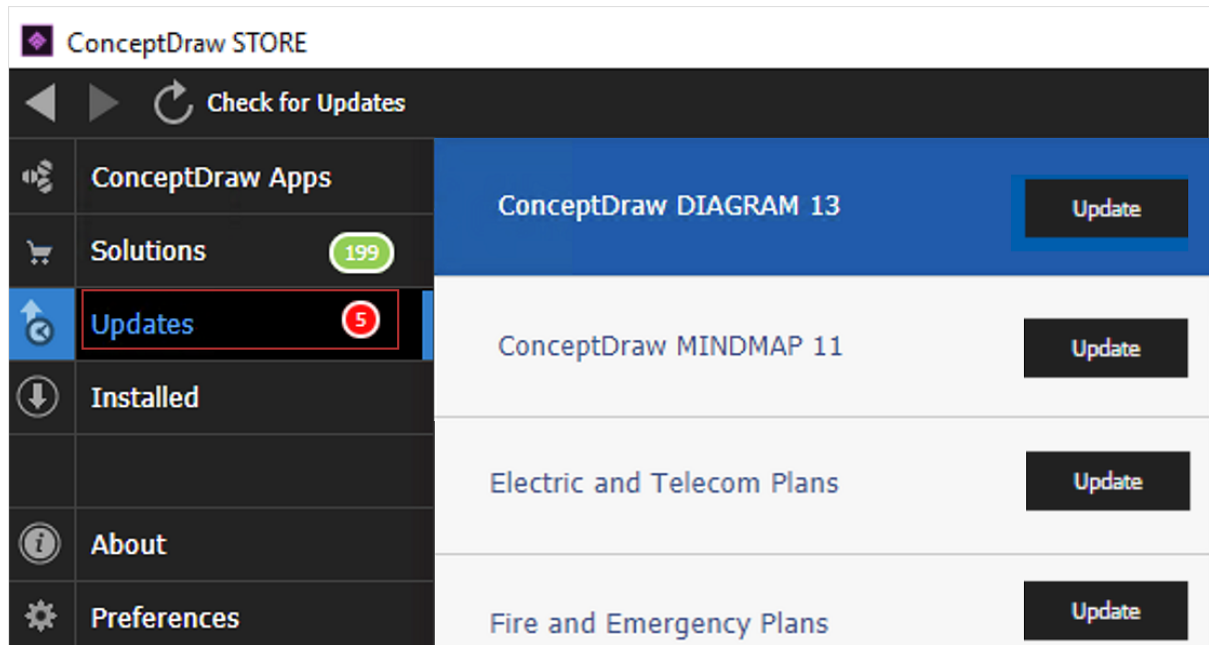 ConceptDraw STORE
Check for Updates
ConceptDraw Apps
Solutions 199
Updates 5
Installed
About
Preferences
ConceptDraw DIAGRAM 13 Update
ConceptDraw MINDMAP 11 Update
Electric and Telecom Plans Update
Fire and Emergency Plans Update